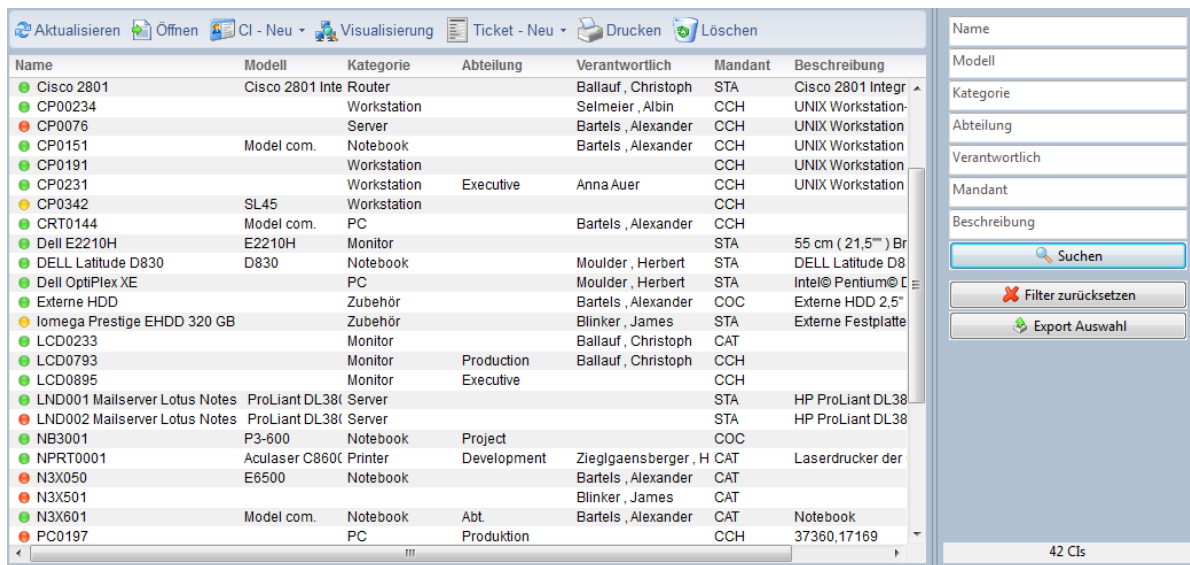 Aktualisieren Öffnen CI - Neu Visualisierung Ticket - Neu Drucken Löschen
Name Modell Kategorie Abteilung Verantwortlich Mandant Beschreibung
Cisco 2801 Cisco 2801 Inte Router Ballauf , Christoph STA Cisco 2801 Integr
CP00234 Workstation Selmeier , Albin CCH UNIX Workstation-
CP0076 Server Bartels , Alexander CCH UNIX Workstation
CP0151 Model com. Notebook Bartels , Alexander CCH UNIX Workstation
CP0191 Workstation CCH UNIX Workstation
CP0231 Workstation Executive Anna Auer CCH UNIX Workstation
CP0342 SL45 Workstation CCH
CRT0144 Model com. PC Bartels , Alexander CCH
Dell E2210H E2210H Monitor STA 55 cm ( 21,5"" ) Br
DELL Latitude D830 D830 Notebook Moulder , Herbert STA DELL Latitude D8
Dell OptiPlex XE PC Moulder , Herbert STA Intel© Pentium©
Externe HDD Zubehör Bartels , Alexander COC Externe HDD 2,5"
Iomega Prestige EHDD 320 GB Zubehör Blinker , James STA Externe Festplatte
LCD0233 Monitor Ballauf , Christoph CAT
LCD0793 Monitor Production Ballauf , Christoph CCH
LCD0895 Monitor Executive CCH
LND001 Mailserver Lotus Notes ProLiant DL38( Server STA HP ProLiant DL38
LND002 Mailserver Lotus Notes ProLiant DL38( Server STA HP ProLiant DL38
NB3001 P3-600 Notebook Project COC
NPRT0001 Aculaser C860( Printer Development Zieglgaensberger , H CAT Laserdrucker der
N3X050 E6500 Notebook Bartels , Alexander CAT
N3X501 Blinker , James CAT
N3X601 Model com. Notebook Abt. Bartels , Alexander CAT Notebook
PC0197 PC Produktion CCH 37360,17169
Name
Modell
Kategorie
Abteilung
Verantwortlich
Mandant
Beschreibung
Suchen
Filter zurücksetzen
Export Auswahl
42 CIs